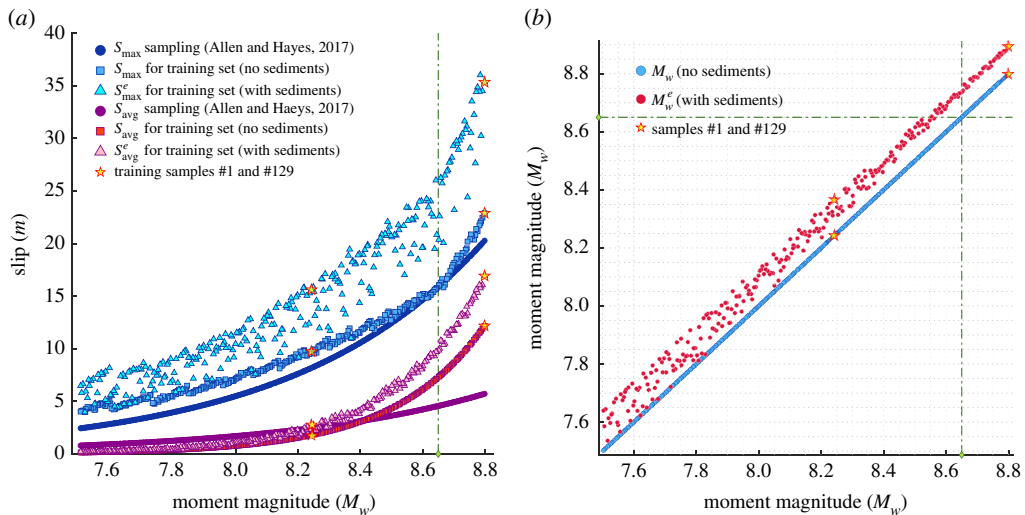 (a)
40
35
30
25
20
15
10
5
0
slip (m)
S_max sampling (Allen and Hayes, 2017)
S_max for training set (no sediments)
S^e_max for training set (with sediments)
S_avg sampling (Allen and Haeys, 2017)
S_avg for training set (no sediments)
S^e_avg for training set (with sediments)
training samples #1 and #129
7.6 7.8 8.0 8.2 8.4 8.6 8.8
moment magnitude (M_w)
(b)
8.8
8.6
8.4
8.2
8.0
7.8
7.6
moment magnitude (M_w)
M_w (no sediments)
M^e_w (with sediments)
samples #1 and #129
7.6 7.8 8.0 8.2 8.4 8.6 8.8
moment magnitude (M_w)